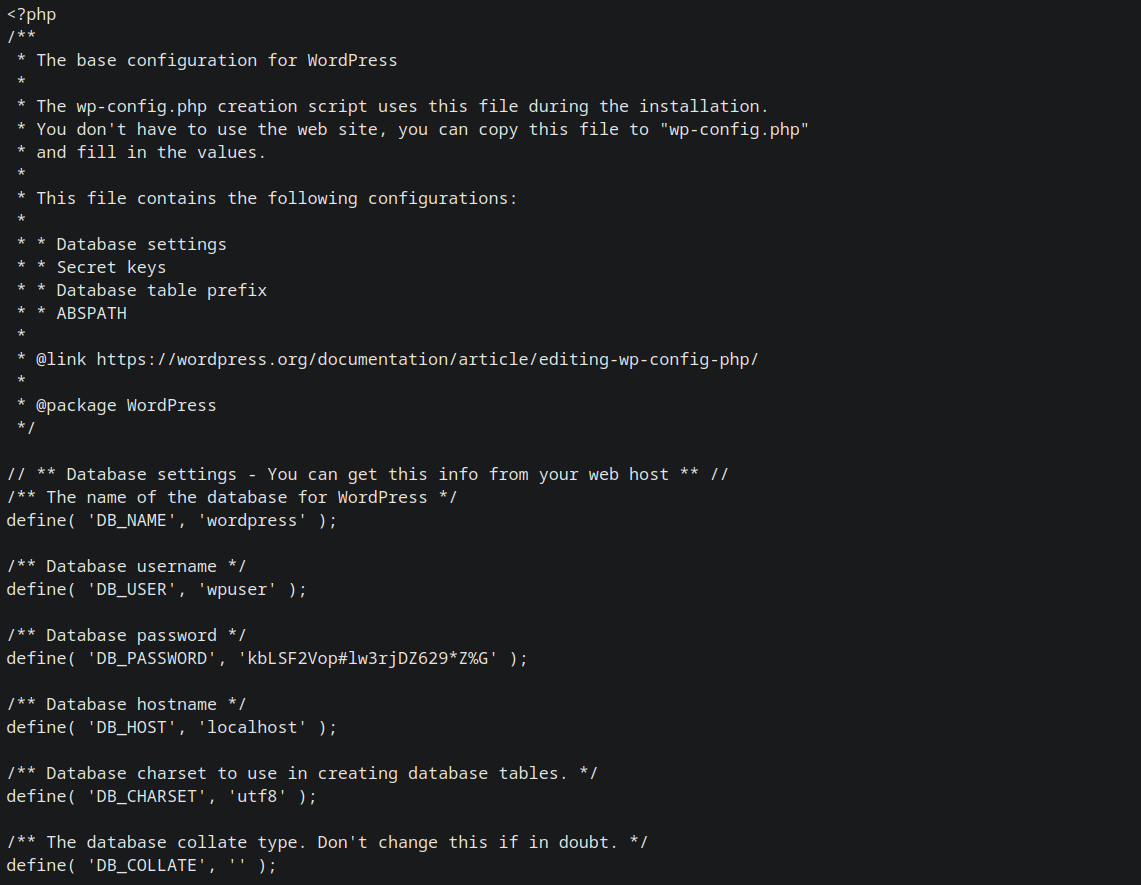 <?php
/**
 * The base configuration for WordPress
 *
 * The wp-config.php creation script uses this file during the installation.
 * You don't have to use the web site, you can copy this file to "wp-config.php"
 * and fill in the values.
 *
 * This file contains the following configurations:
 *
 * * Database settings
 * * Secret keys
 * * Database table prefix
 * * ABSPATH
 *
 * @link https://wordpress.org/documentation/article/editing-wp-config-php/
 *
 * @package WordPress
 */

// ** Database settings - You can get this info from your web host ** //
/** The name of the database for WordPress */
define( 'DB_NAME', 'wordpress' );

/** Database username */
define( 'DB_USER', 'wpuser' );

/** Database password */
define( 'DB_PASSWORD', 'kbLSF2Vop#lw3rjDZ629*Z%G' );

/** Database hostname */
define( 'DB_HOST', 'localhost' );

/** Database charset to use in creating database tables. */
define( 'DB_CHARSET', 'utf8' );

/** The database collate type. Don't change this if in doubt. */
define( 'DB_COLLATE', '' );